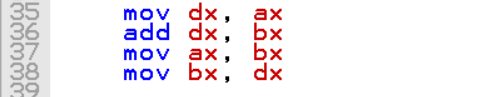 35 mov dx, ax
36 add dx, bx
37 mov ax, bx
38 mov bx, dx
39